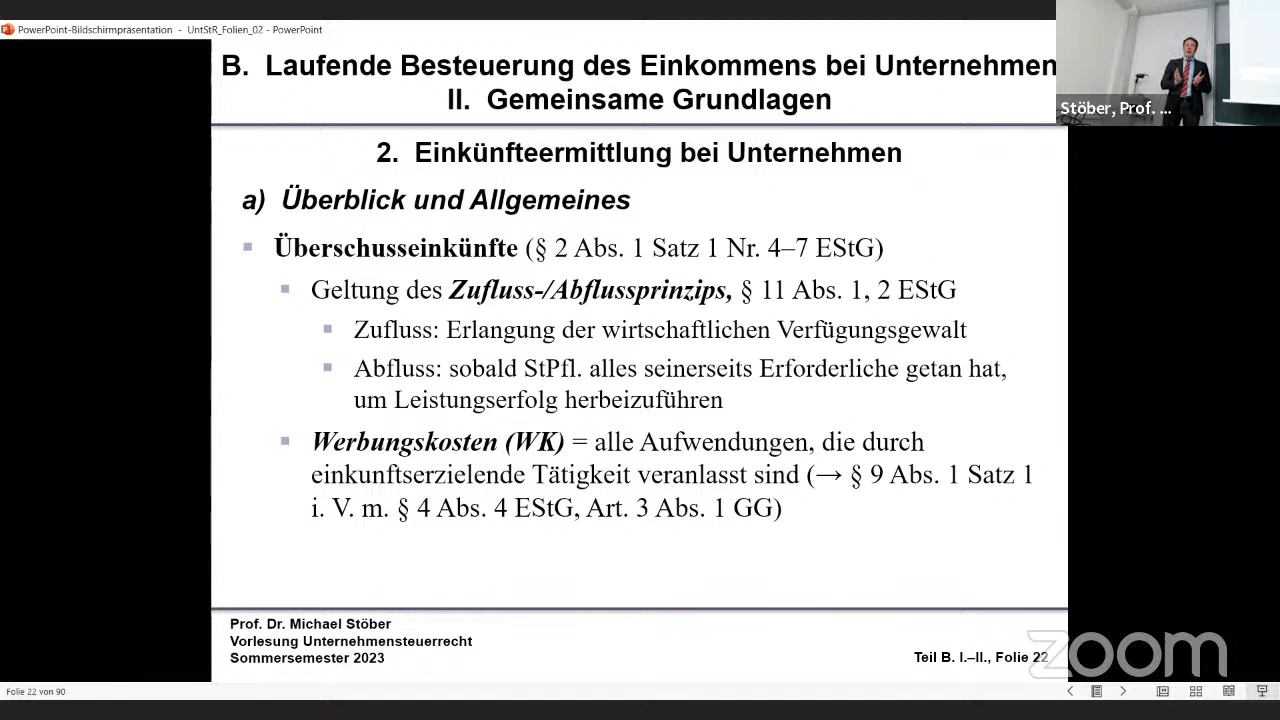 PowerPoint-Bildschirmpräsentation - UntStR_Folien_02 - PowerPoint
B. Laufende Besteuerung des Einkommens bei Unternehmen
II. Gemeinsame Grundlagen
Stöber, Prof. ...
2. Einkünfteermittlung bei Unternehmen
a) Überblick und Allgemeines
Überschusseinkünfte (§ 2 Abs. 1 Satz 1 Nr. 4–7 EStG)
Geltung des Zufluss-/Abflussprinzips, § 11 Abs. 1, 2 EStG
Zufluss: Erlangung der wirtschaftlichen Verfügungsgewalt
Abfluss: sobald StPfl. alles seinerseits Erforderliche getan hat,
um Leistungserfolg herbeizuführen
Werbungskosten (WK) = alle Aufwendungen, die durch
einkunftserzielende Tätigkeit veranlasst sind (→ § 9 Abs. 1 Satz 1
i. V. m. § 4 Abs. 4 EStG, Art. 3 Abs. 1 GG)
Prof. Dr. Michael Stöber
Vorlesung Unternehmensteuerrecht
Sommersemester 2023
Teil B. I.–II., Folie 22
zoom
Folie 22 von 90